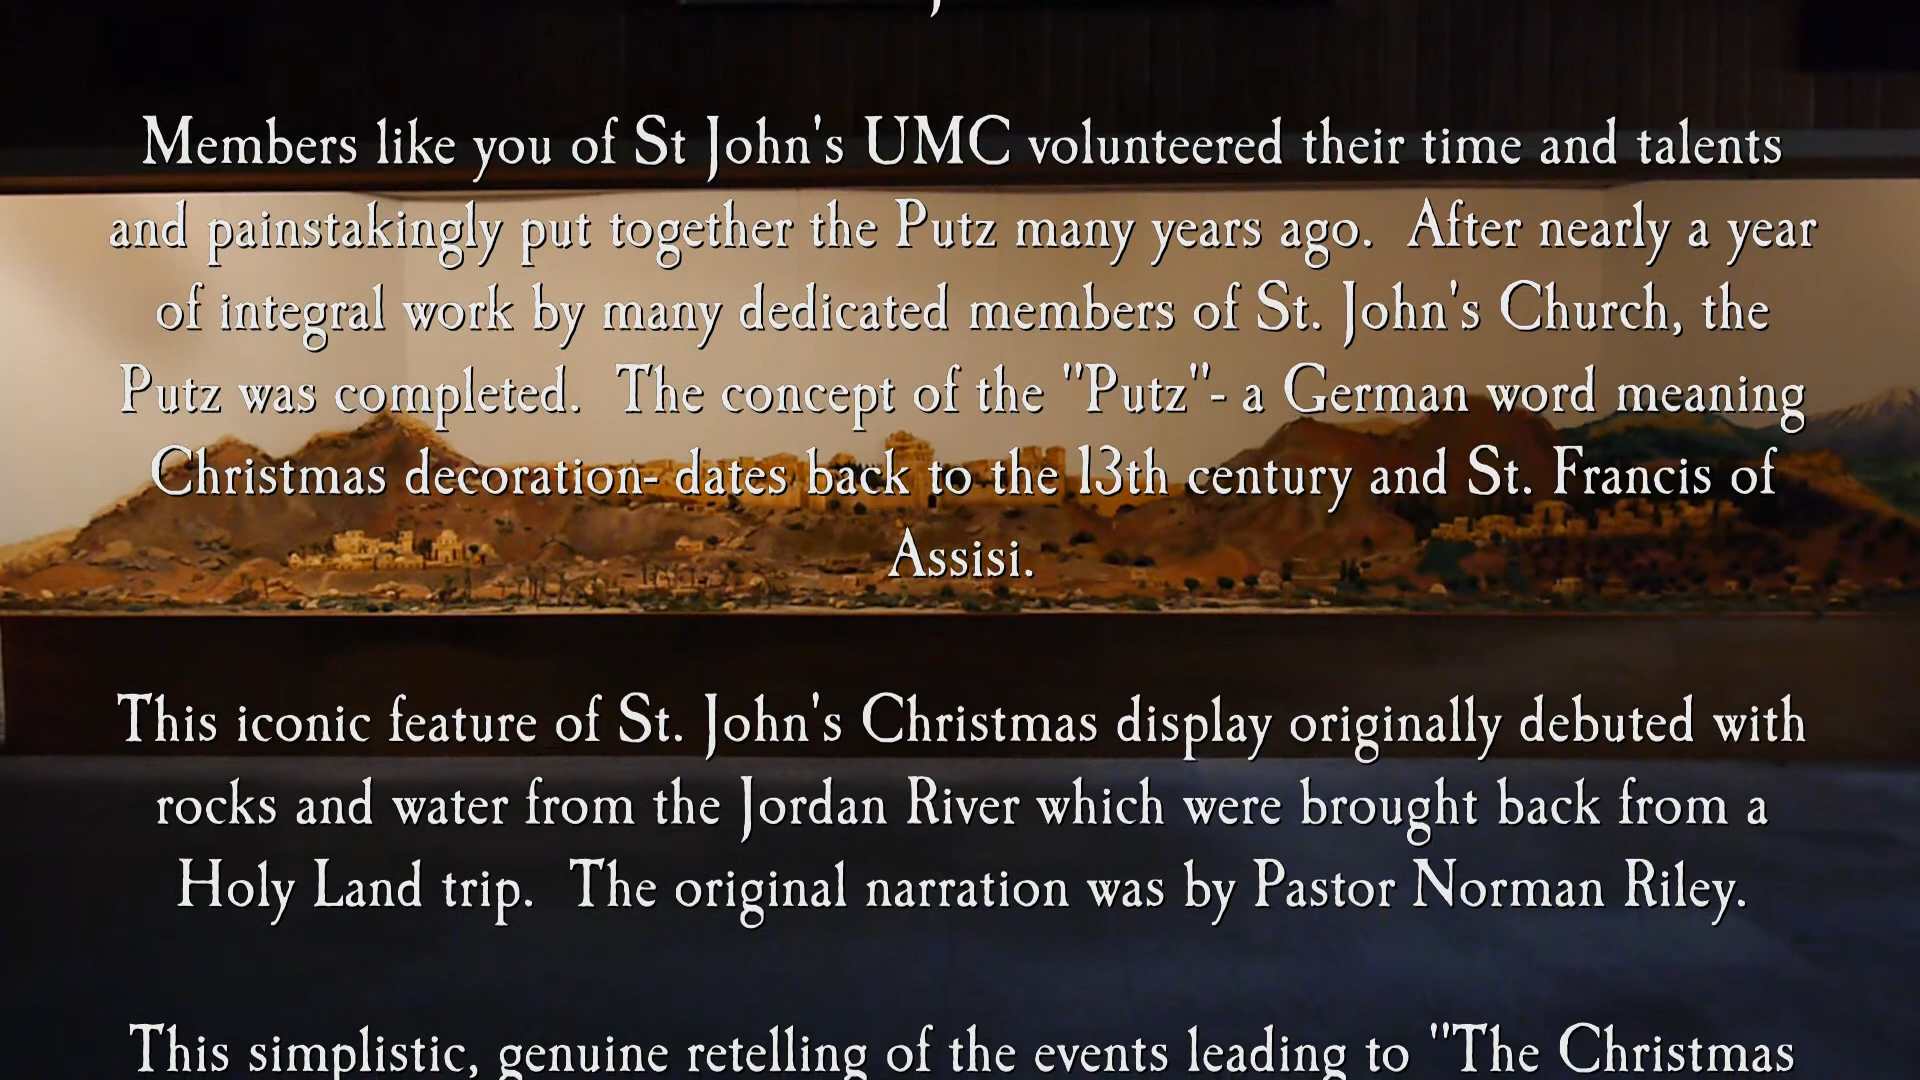 Members like you of St John's UMC volunteered their time and talents
and painstakingly put together the Putz many years ago.  After nearly a year
of integral work by many dedicated members of St. John's Church, the
Putz was completed.  The concept of the "Putz"- a German word meaning
Christmas decoration- dates back to the 13th century and St. Francis of
Assisi.
This iconic feature of St. John's Christmas display originally debuted with
rocks and water from the Jordan River which were brought back from a
Holy Land trip.  The original narration was by Pastor Norman Riley.
This simplistic, genuine retelling of the events leading to "The Christmas